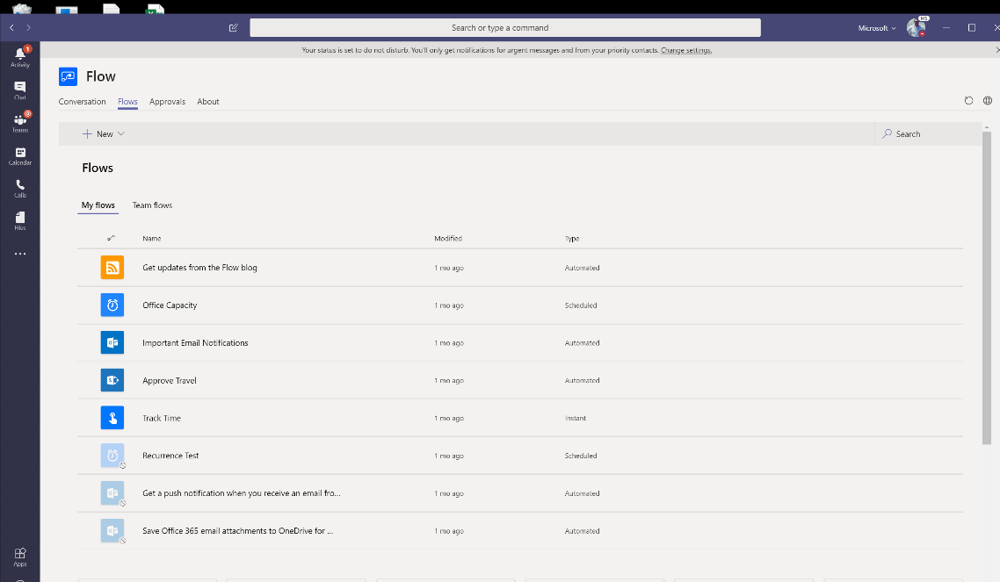 Search or type a command
Microsoft
Activity
1
Chat
Teams
Calendar
Calls
Files
Apps
Your status is set to do not disturb. You'll only get notifications for urgent messages and from your priority contacts. Change settings.
Flow
Conversation Flows Approvals About
New
Search
Flows
My flows Team flows
Name Modified Type
Get updates from the Flow blog 1 mo ago Automated
Office Capacity 1 mo ago Scheduled
Important Email Notifications 1 mo ago Automated
Approve Travel 1 mo ago Automated
Track Time 1 mo ago Instant
Recurrence Test 1 mo ago Scheduled
Get a push notification when you receive an email fro... 1 mo ago Automated
Save Office 365 email attachments to OneDrive for ... 1 mo ago Automated